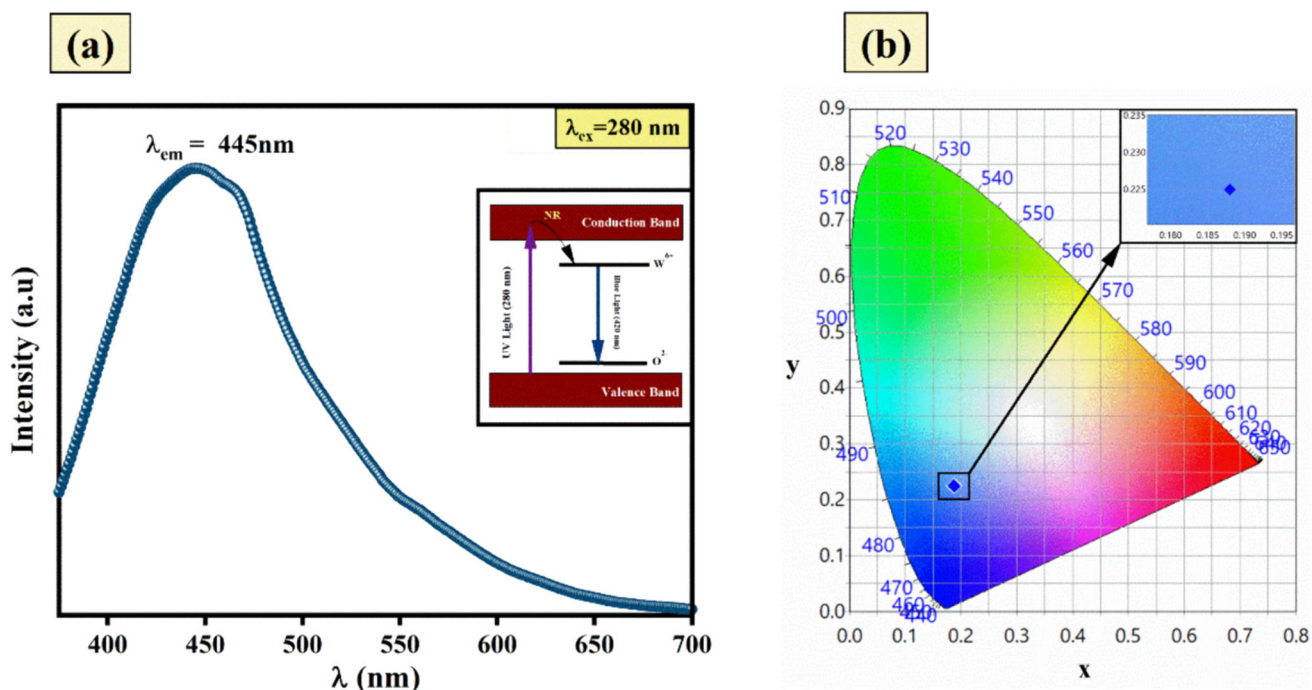 (a)
λem = 445nm
λex=280 nm
NR
Conduction Band
W6+
UV Light (280 nm)
Blue Light (420 nm)
O2-
Valence Band
Intensity (a.u)
400 450 500 550 600 650 700
λ (nm)
(b)
0.9
0.8
0.7
0.6
0.5
0.4
0.3
0.2
0.1
0.0
y
0.0 0.1 0.2 0.3 0.4 0.5 0.6 0.7 0.8
x
520
530
540
550
560
570
580
590
600
610
620
630
650
510
500
490
480
470
460
440
0.235
0.230
0.225
0.180 0.185 0.190 0.195